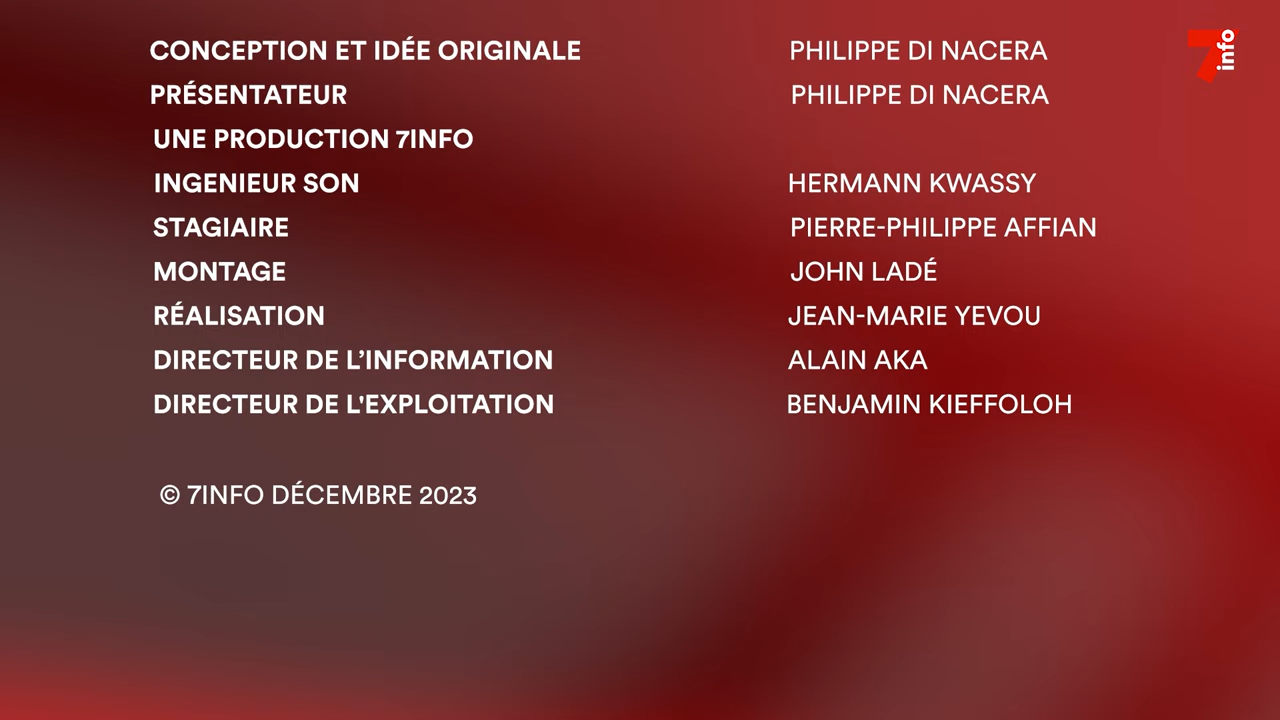 CONCEPTION ET IDÉE ORIGINALE PHILIPPE DI NACERA
PRÉSENTATEUR PHILIPPE DI NACERA
UNE PRODUCTION 7INFO
INGENIEUR SON HERMANN KWASSY
STAGIAIRE PIERRE-PHILIPPE AFFIAN
MONTAGE JOHN LADÉ
RÉALISATION JEAN-MARIE YEVOU
DIRECTEUR DE L’INFORMATION ALAIN AKA
DIRECTEUR DE L'EXPLOITATION BENJAMIN KIEFFOLOH
© 7INFO DÉCEMBRE 2023
7info